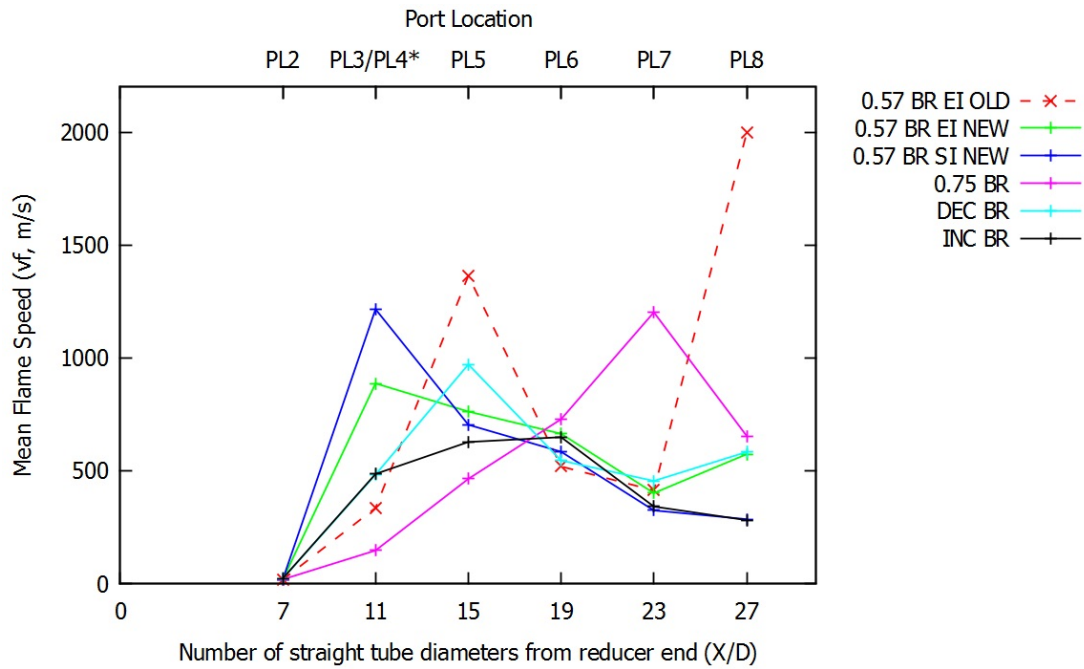 Port Location
PL2 PL3/PL4* PL5 PL6 PL7 PL8
0.57 BR EI OLD
0.57 BR EI NEW
0.57 BR SI NEW
0.75 BR
DEC BR
INC BR
Mean Flame Speed (vf, m/s)
2000
1500
1000
500
0
0 7 11 15 19 23 27
Number of straight tube diameters from reducer end (X/D)